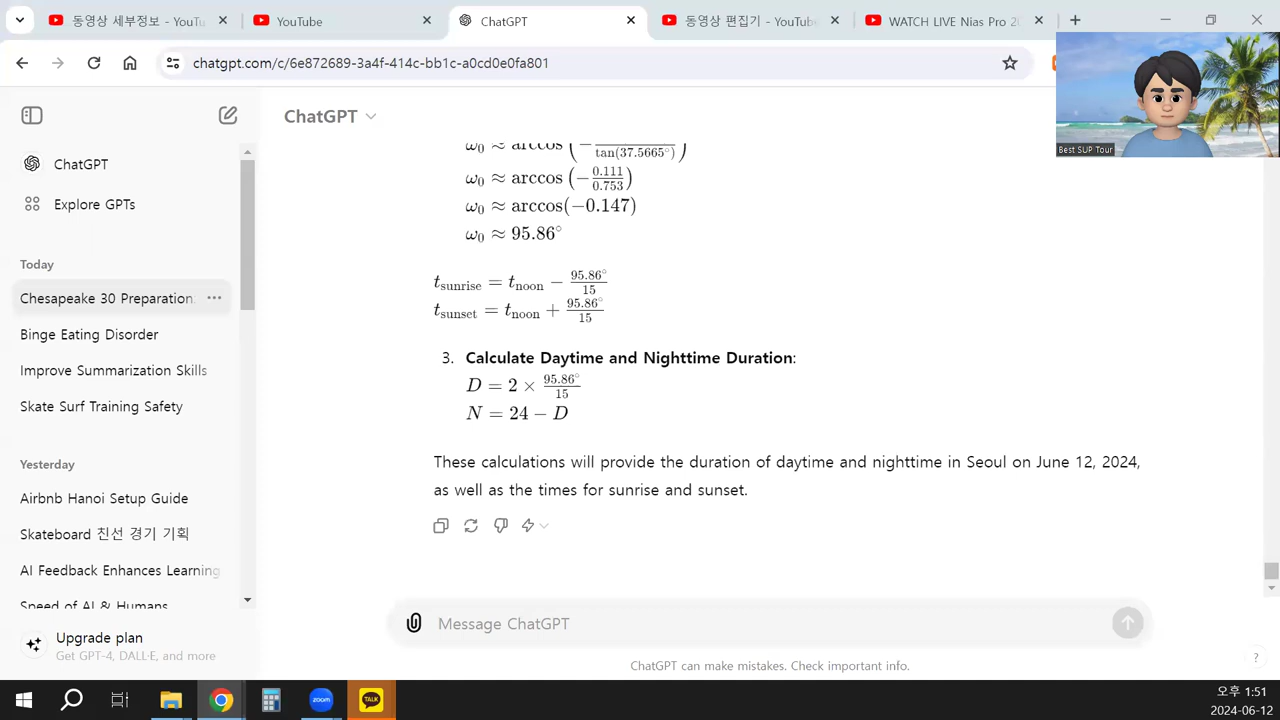 동영상 세부정보 - YouTu
YouTube
ChatGPT
동영상 편집기 - YouTube
WATCH LIVE Nias Pro 20
chatgpt.com/c/6e872689-3a4f-414c-bb1c-a0cd0e0fa801
Best SUP Tour
ChatGPT
ChatGPT
Explore GPTs
Today
Chesapeake 30 Preparation
Binge Eating Disorder
Improve Summarization Skills
Skate Surf Training Safety
Yesterday
Airbnb Hanoi Setup Guide
Skateboard 친선 경기 기획
AI Feedback Enhances Learning
Speed of AI & Humans
Upgrade plan
Get GPT-4, DALL·E, and more
ω₀ ≈ arccos (−/tan(37.5665°))
ω₀ ≈ arccos (−0.111/0.753)
ω₀ ≈ arccos(−0.147)
ω₀ ≈ 95.86°
t_sunrise = t_noon − 95.86°/15
t_sunset = t_noon + 95.86°/15
3. Calculate Daytime and Nighttime Duration:
D = 2 × 95.86°/15
N = 24 − D
These calculations will provide the duration of daytime and nighttime in Seoul on June 12, 2024,
as well as the times for sunrise and sunset.
Message ChatGPT
ChatGPT can make mistakes. Check important info.
?
zoom
TALK
오후 1:51
2024-06-12